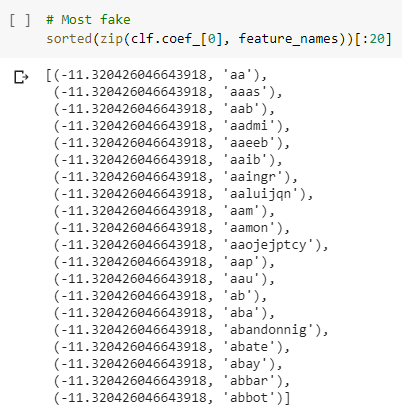 [ ] # Most fake
sorted(zip(clf.coef_[0], feature_names))[:20]
[(-11.320426046643918, 'aa'),
(-11.320426046643918, 'aaas'),
(-11.320426046643918, 'aab'),
(-11.320426046643918, 'aadmi'),
(-11.320426046643918, 'aaeeb'),
(-11.320426046643918, 'aaib'),
(-11.320426046643918, 'aaingr'),
(-11.320426046643918, 'aaluijqn'),
(-11.320426046643918, 'aam'),
(-11.320426046643918, 'aamon'),
(-11.320426046643918, 'aaojejptcy'),
(-11.320426046643918, 'aap'),
(-11.320426046643918, 'aau'),
(-11.320426046643918, 'ab'),
(-11.320426046643918, 'aba'),
(-11.320426046643918, 'abandonnig'),
(-11.320426046643918, 'abate'),
(-11.320426046643918, 'abay'),
(-11.320426046643918, 'abbar'),
(-11.320426046643918, 'abbot')]